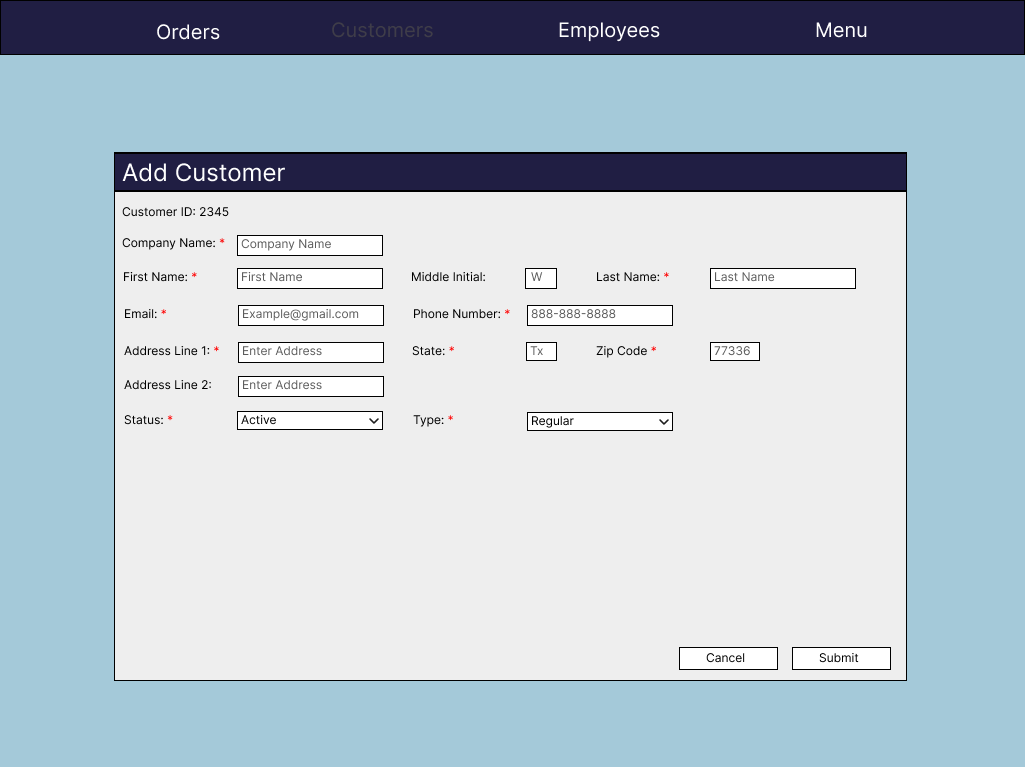 Orders Customers Employees Menu
Add Customer
Customer ID: 2345
Company Name: * Company Name
First Name: * First Name Middle Initial: W Last Name: * Last Name
Email: * Example@gmail.com Phone Number: * 888-888-8888
Address Line 1: * Enter Address State: * Tx Zip Code * 77336
Address Line 2: Enter Address
Status: * Active Type: * Regular
Cancel Submit